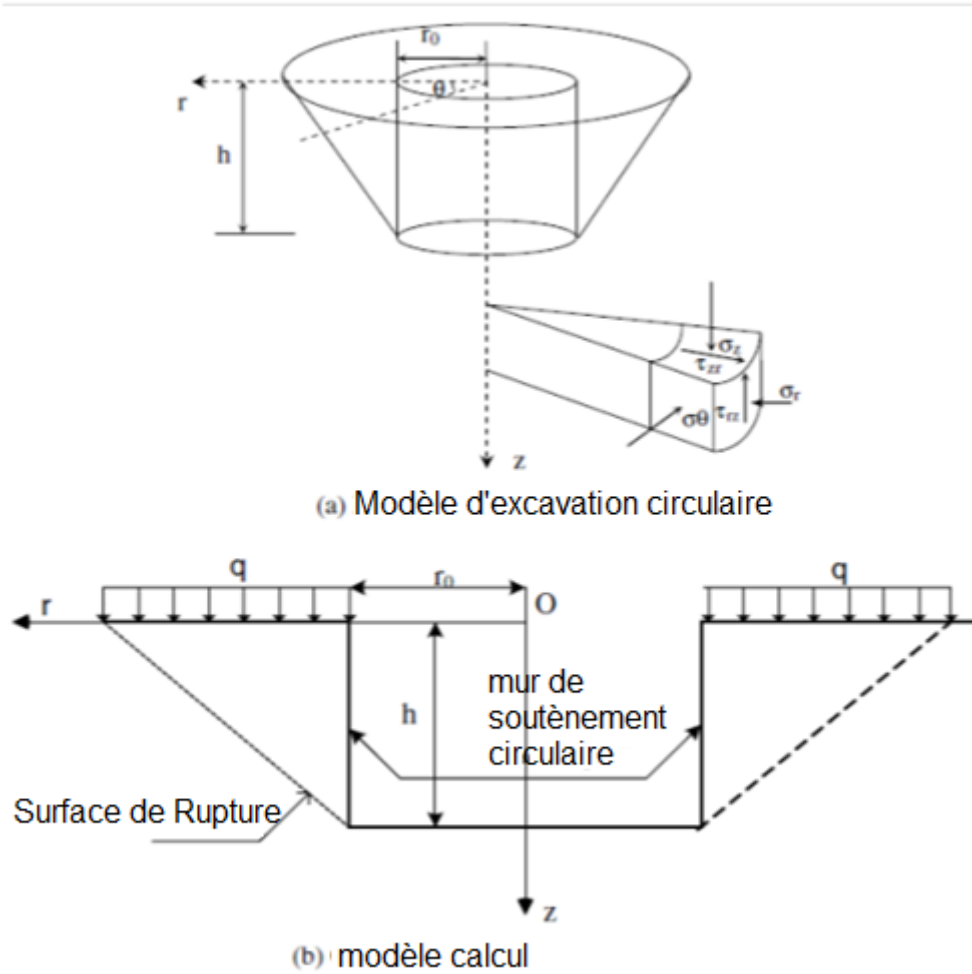 r₀
θ
r
h
σz
τzr
σr
τrz
σθ
z
(a) Modèle d'excavation circulaire
q
r₀
q
r
O
h
mur de
soutènement
circulaire
Surface de Rupture
z
(b) modèle calcul